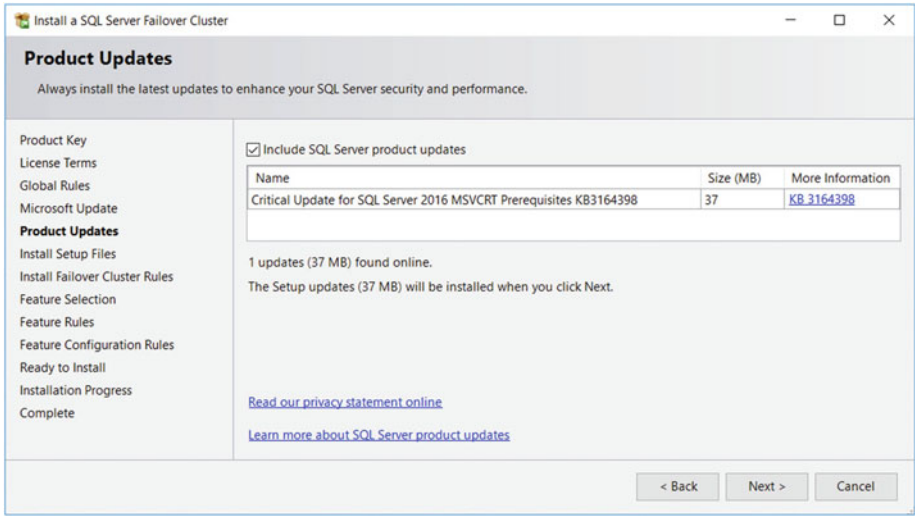 Install a SQL Server Failover Cluster
Product Updates
Always install the latest updates to enhance your SQL Server security and performance.
Product Key
License Terms
Global Rules
Microsoft Update
Product Updates
Install Setup Files
Install Failover Cluster Rules
Feature Selection
Feature Rules
Feature Configuration Rules
Ready to Install
Installation Progress
Complete
Include SQL Server product updates
Name Size (MB) More Information
Critical Update for SQL Server 2016 MSVCRT Prerequisites KB3164398 37 KB 3164398
1 updates (37 MB) found online.
The Setup updates (37 MB) will be installed when you click Next.
Read our privacy statement online
Learn more about SQL Server product updates
< Back Next > Cancel